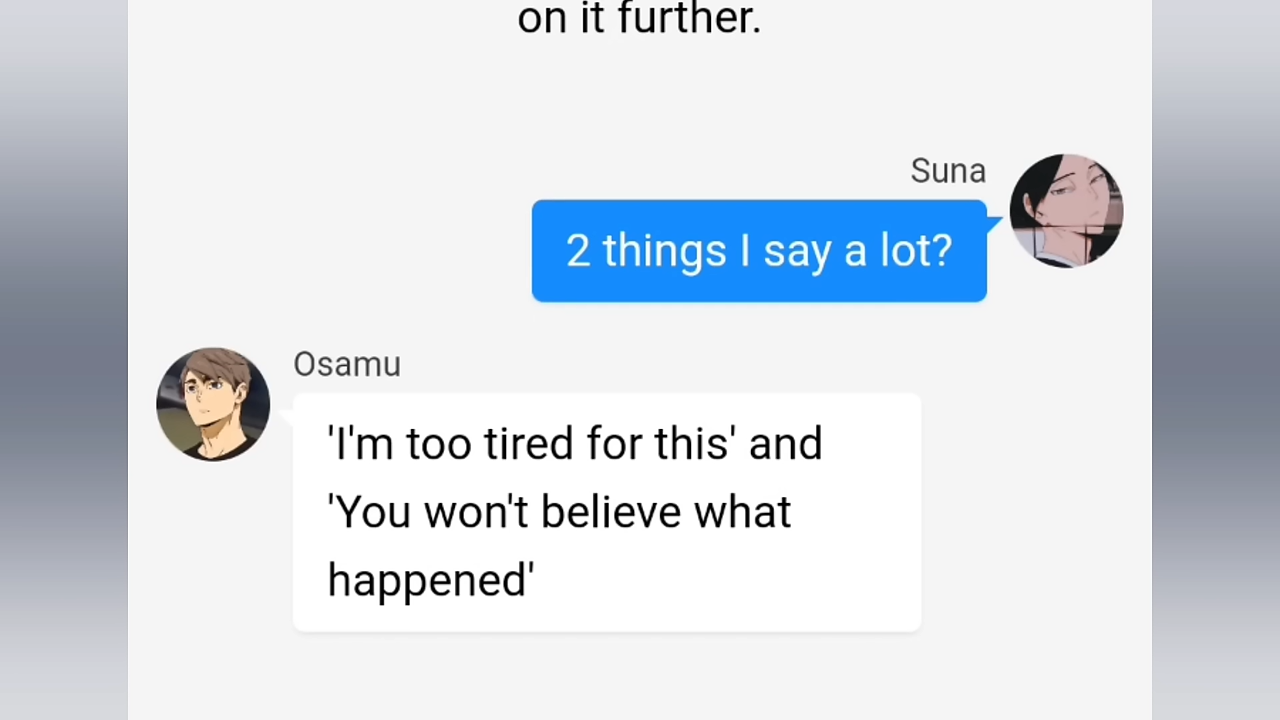 on it further.
Suna
2 things I say a lot?
Osamu
'I'm too tired for this' and
'You won't believe what
happened'